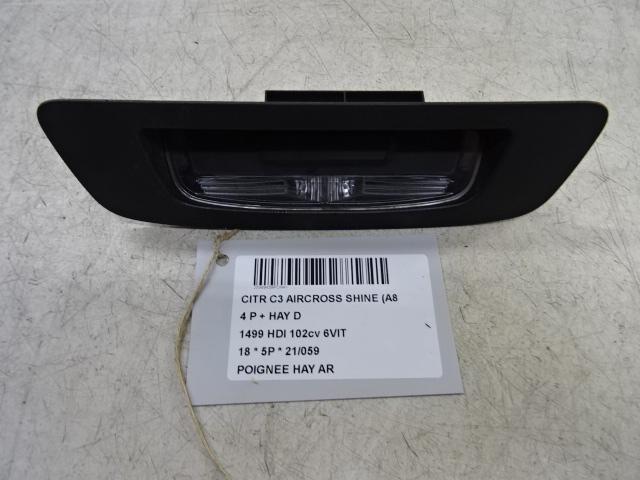 CITR C3 AIRCROSS SHINE (A8
4 P + HAY D
1499 HDI 102cv 6VIT
18 * 5P * 21/059
POIGNEE HAY AR